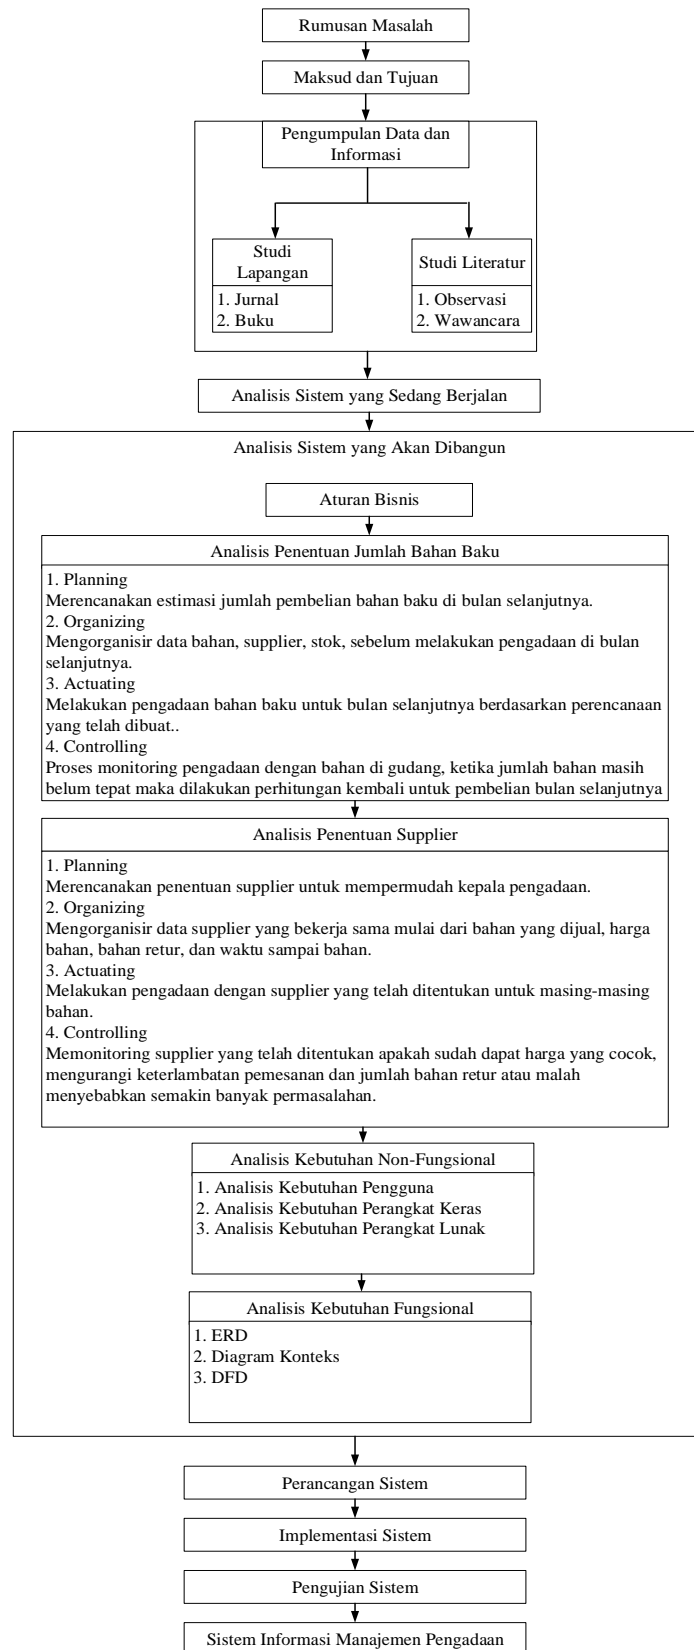 Rumusan Masalah
Maksud dan Tujuan
Pengumpulan Data dan
Informasi
Studi
Lapangan
1. Jurnal
2. Buku
Studi Literatur
1. Observasi
2. Wawancara
Analisis Sistem yang Sedang Berjalan
Analisis Sistem yang Akan Dibangun
Aturan Bisnis
Analisis Penentuan Jumlah Bahan Baku
1. Planning
Merencanakan estimasi jumlah pembelian bahan baku di bulan selanjutnya.
2. Organizing
Mengorganisir data bahan, supplier, stok, sebelum melakukan pengadaan di bulan
selanjutnya.
3. Actuating
Melakukan pengadaan bahan baku untuk bulan selanjutnya berdasarkan perencanaan
yang telah dibuat..
4. Controlling
Proses monitoring pengadaan dengan bahan di gudang, ketika jumlah bahan masih
belum tepat maka dilakukan perhitungan kembali untuk pembelian bulan selanjutnya
Analisis Penentuan Supplier
1. Planning
Merencanakan penentuan supplier untuk mempermudah kepala pengadaan.
2. Organizing
Mengorganisir data supplier yang bekerja sama mulai dari bahan yang dijual, harga
bahan, bahan retur, dan waktu sampai bahan.
3. Actuating
Melakukan pengadaan dengan supplier yang telah ditentukan untuk masing-masing
bahan.
4. Controlling
Memonitoring supplier yang telah ditentukan apakah sudah dapat harga yang cocok,
mengurangi keterlambatan pemesanan dan jumlah bahan retur atau malah
menyebabkan semakin banyak permasalahan.
Analisis Kebutuhan Non-Fungsional
1. Analisis Kebutuhan Pengguna
2. Analisis Kebutuhan Perangkat Keras
3. Analisis Kebutuhan Perangkat Lunak
Analisis Kebutuhan Fungsional
1. ERD
2. Diagram Konteks
3. DFD
Perancangan Sistem
Implementasi Sistem
Pengujian Sistem
Sistem Informasi Manajemen Pengadaan